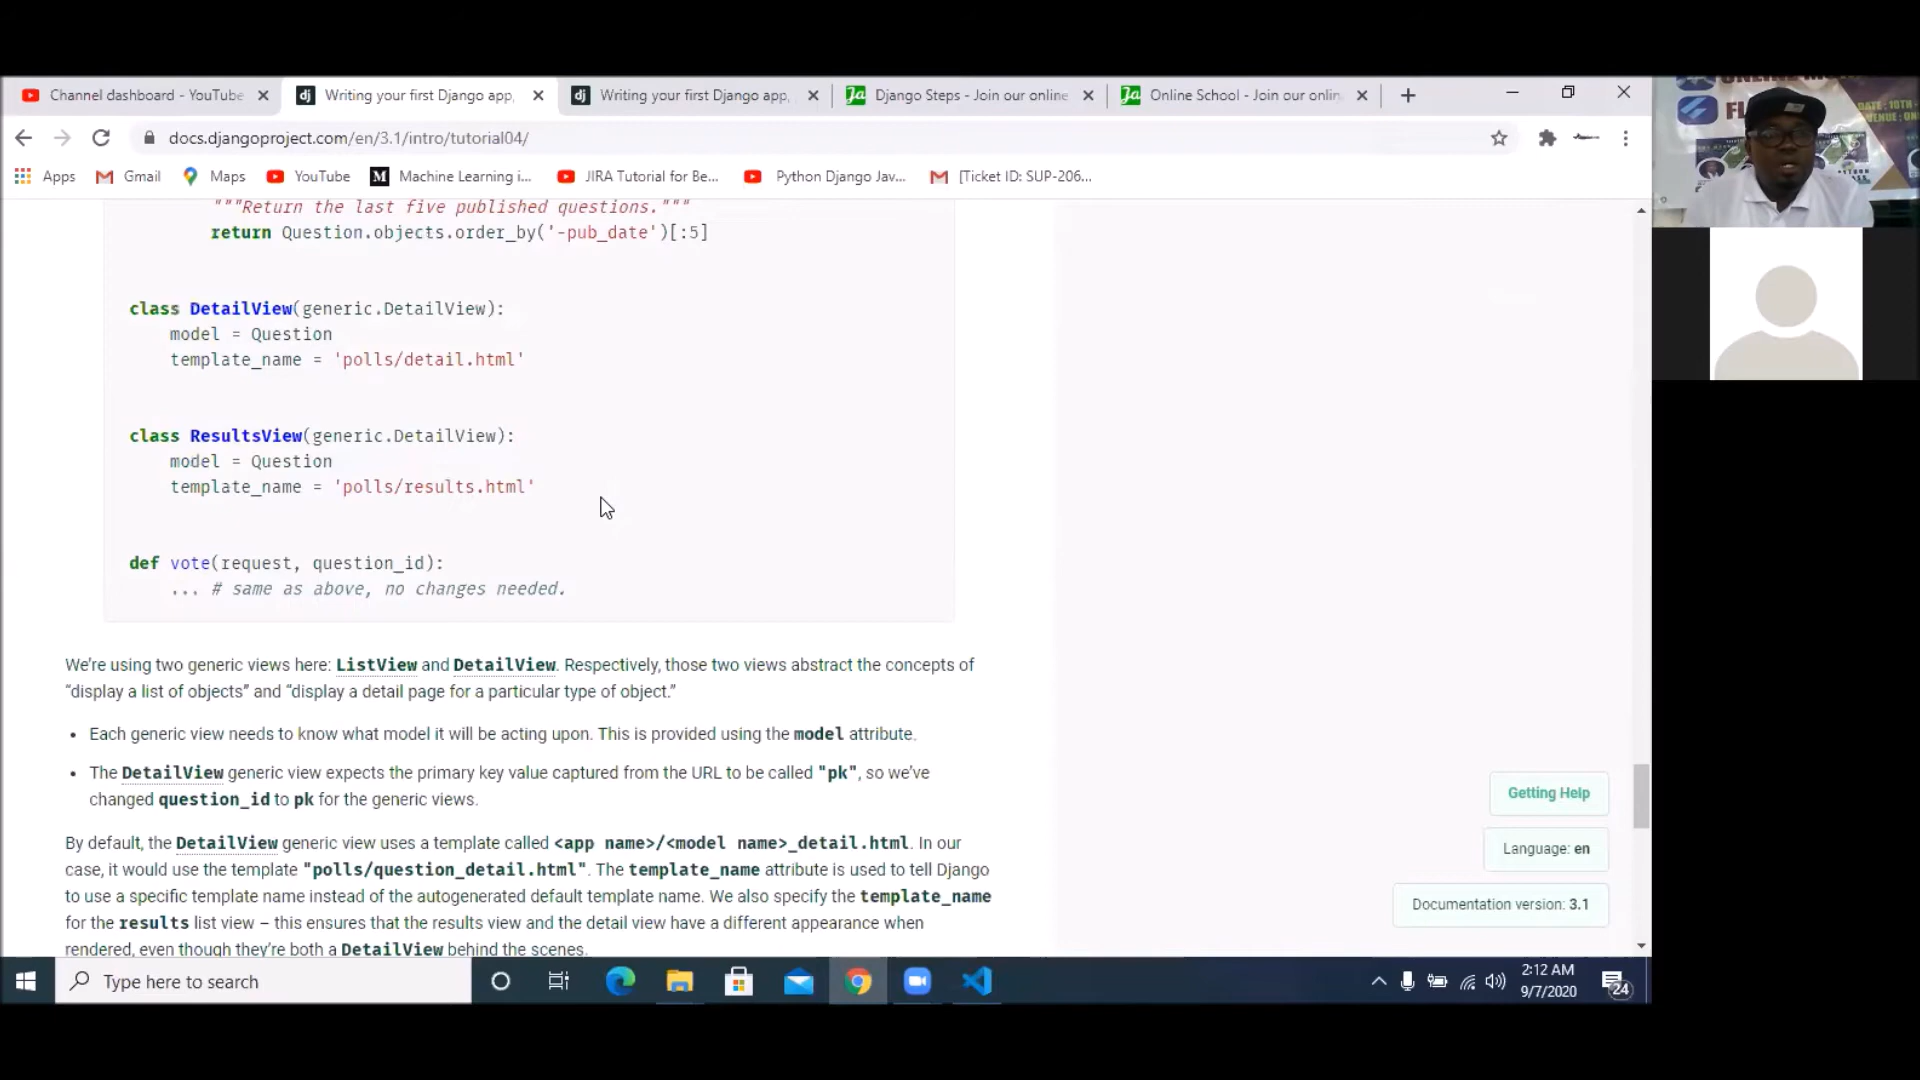 Channel dashboard - YouTube
Writing your first Django app,
Writing your first Django app,
Django Steps - Join our online
Online School - Join our onlin
docs.djangoproject.com/en/3.1/intro/tutorial04/
Apps
Gmail
Maps
YouTube
Machine Learning i...
JIRA Tutorial for Be...
Python Django Jav...
[Ticket ID: SUP-206...
"""Return the last five published questions."""
return Question.objects.order_by('-pub_date')[:5]
class DetailView(generic.DetailView):
model = Question
template_name = 'polls/detail.html'
class ResultsView(generic.DetailView):
model = Question
template_name = 'polls/results.html'
def vote(request, question_id):
... # same as above, no changes needed.
We're using two generic views here: ListView and DetailView. Respectively, those two views abstract the concepts of
“display a list of objects” and “display a detail page for a particular type of object.”
• Each generic view needs to know what model it will be acting upon. This is provided using the model attribute.
• The DetailView generic view expects the primary key value captured from the URL to be called "pk", so we've
changed question_id to pk for the generic views.
By default, the DetailView generic view uses a template called <app name>/<model name>_detail.html. In our
case, it would use the template "polls/question_detail.html". The template_name attribute is used to tell Django
to use a specific template name instead of the autogenerated default template name. We also specify the template_name
for the results list view – this ensures that the results view and the detail view have a different appearance when
rendered, even though they're both a DetailView behind the scenes.
Getting Help
Language: en
Documentation version: 3.1
Type here to search
2:12 AM
9/7/2020
24